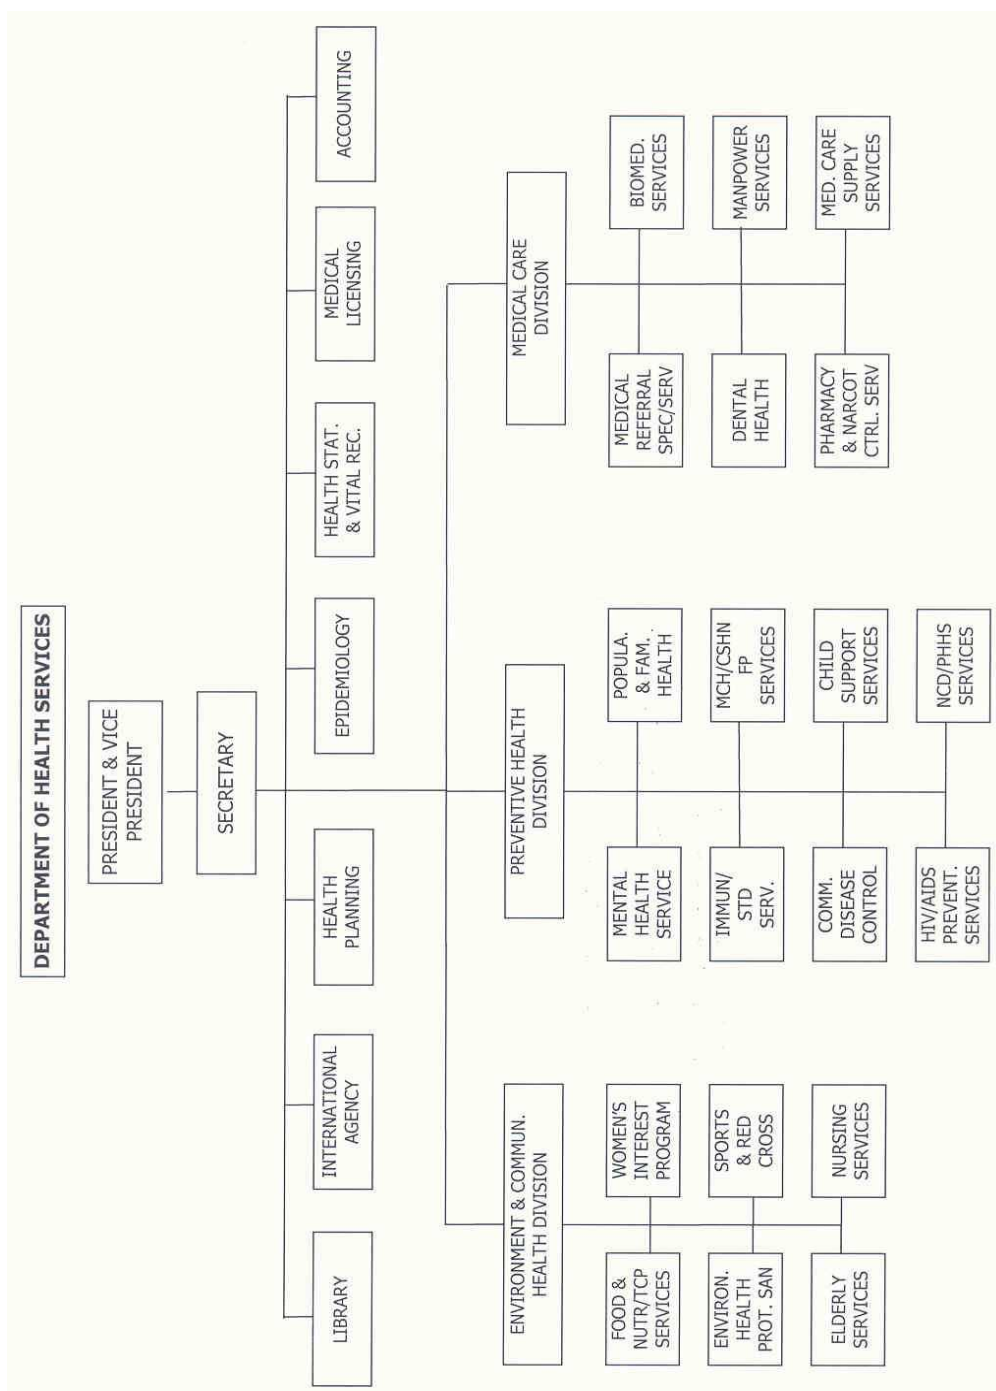 DEPARTMENT OF HEALTH SERVICES
PRESIDENT & VICE
PRESIDENT
SECRETARY
LIBRARY
INTERNATIONAL
AGENCY
HEALTH
PLANNING
EPIDEMIOLOGY
HEALTH STAT.
& VITAL REC.
MEDICAL
LICENSING
ACCOUNTING
ENVIRONMENT & COMMUN.
HEALTH DIVISION
FOOD &
NUTR/TCP
SERVICES
WOMEN'S
INTEREST
PROGRAM
ENVIRON.
HEALTH
PROT. SAN
SPORTS
& RED
CROSS
ELDERLY
SERVICES
NURSING
SERVICES
PREVENTIVE HEALTH
DIVISION
MENTAL
HEALTH
SERVICE
POPULA.
& FAM.
HEALTH
IMMUN/
STD
SERV.
MCH/CSHN
FP
SERVICES
COMM.
DISEASE
CONTROL
CHILD
SUPPORT
SERVICES
HIV/AIDS
PREVENT.
SERVICES
NCD/PHHS
SERVICES
MEDICAL CARE
DIVISION
MEDICAL
REFERRAL
SPEC/SERV
BIOMED.
SERVICES
DENTAL
HEALTH
MANPOWER
SERVICES
PHARMACY
& NARCOT
CTRL. SERV
MED. CARE
SUPPLY
SERVICES